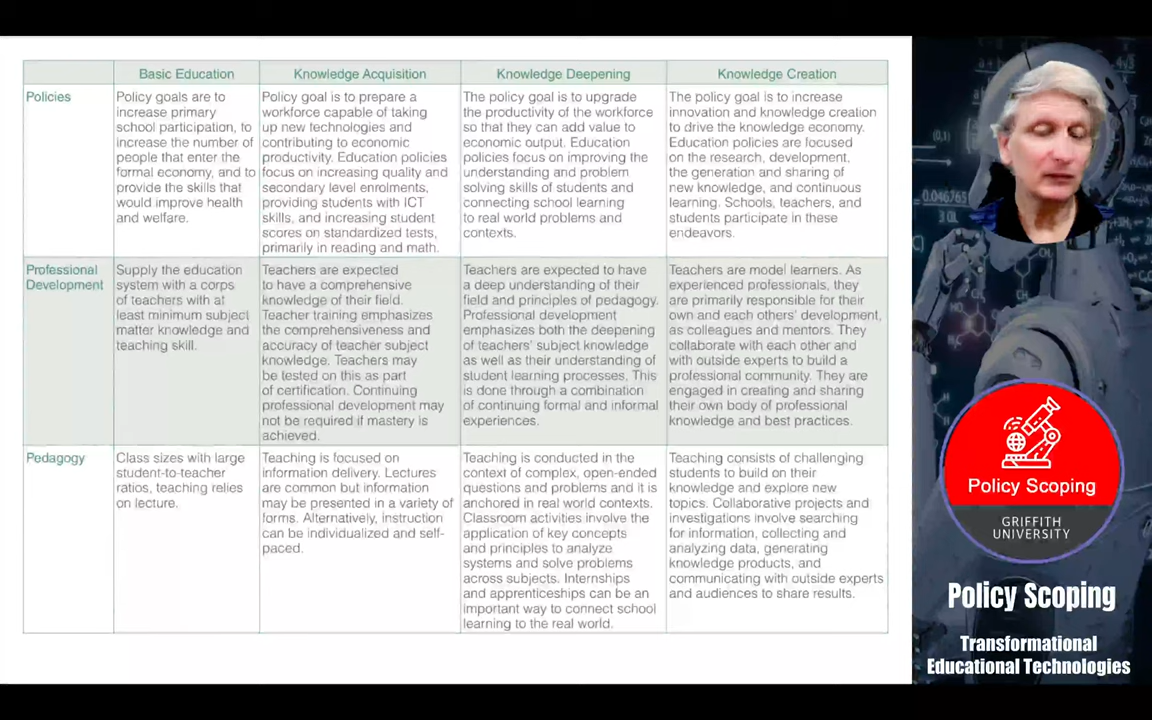 Basic Education
Knowledge Acquisition
Knowledge Deepening
Knowledge Creation
Policies
Policy goals are to
increase primary
school participation, to
increase the number of
people that enter the
formal economy, and to
provide the skills that
would improve health
and welfare.
Policy goal is to prepare a
workforce capable of taking
up new technologies and
contributing to economic
productivity. Education policies
focus on increasing quality and
secondary level enrolments,
providing students with ICT
skills, and increasing student
scores on standardized tests,
primarily in reading and math.
The policy goal is to upgrade
the productivity of the workforce
so that they can add value to
economic output. Education
policies focus on improving the
understanding and problem
solving skills of students and
connecting school learning
to real world problems and
contexts.
The policy goal is to increase
innovation and knowledge creation
to drive the knowledge economy.
Education policies are focused
on the research, development,
the generation and sharing of
new knowledge, and continuous
learning. Schools, teachers, and
students participate in these
endeavors.
Professional
Development
Supply the education
system with a corps
of teachers with at
least minimum subject
matter knowledge and
teaching skill.
Teachers are expected
to have a comprehensive
knowledge of their field.
Teacher training emphasizes
the comprehensiveness and
accuracy of teacher subject
knowledge. Teachers may
be tested on this as part
of certification. Continuing
professional development may
not be required if mastery is
achieved.
Teachers are expected to have
a deep understanding of their
field and principles of pedagogy.
Professional development
emphasizes both the deepening
of teachers' subject knowledge
as well as their understanding of
student learning processes. This
is done through a combination
of continuing formal and informal
experiences.
Teachers are model learners. As
experienced professionals, they
are primarily responsible for their
own and each others' development,
as colleagues and mentors. They
collaborate with each other and
with outside experts to build a
professional community. They are
engaged in creating and sharing
their own body of professional
knowledge and best practices.
Pedagogy
Class sizes with large
student-to-teacher
ratios, teaching relies
on lecture.
Teaching is focused on
information delivery. Lectures
are common but information
may be presented in a variety of
forms. Alternatively, instruction
can be individualized and self-
paced.
Teaching is conducted in the
context of complex, open-ended
questions and problems and it is
anchored in real world contexts.
Classroom activities involve the
application of key concepts
and principles to analyze
systems and solve problems
across subjects. Internships
and apprenticeships can be an
important way to connect school
learning to the real world.
Teaching consists of challenging
students to build on their
knowledge and explore new
topics. Collaborative projects and
investigations involve searching
for information, collecting and
analyzing data, generating
knowledge products, and
communicating with outside experts
and audiences to share results.
0.046765
Policy Scoping
GRIFFITH
UNIVERSITY
Policy Scoping
Transformational
Educational Technologies